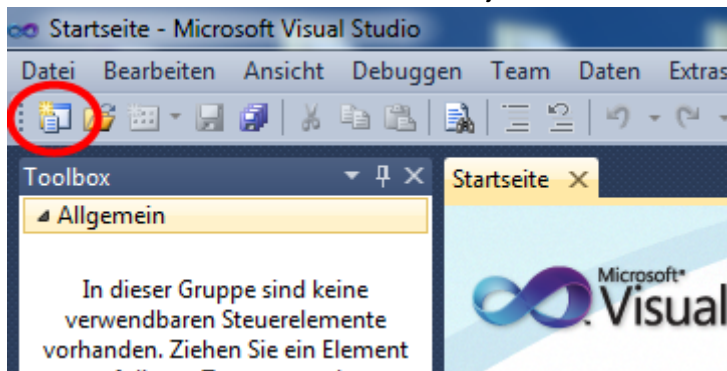 Startseite - Microsoft Visual Studio
Datei Bearbeiten Ansicht Debuggen Team Daten Extras
Toolbox
Startseite
Allgemein
In dieser Gruppe sind keine
verwendbaren Steuerelemente
vorhanden. Ziehen Sie ein Element
Microsoft
Visual